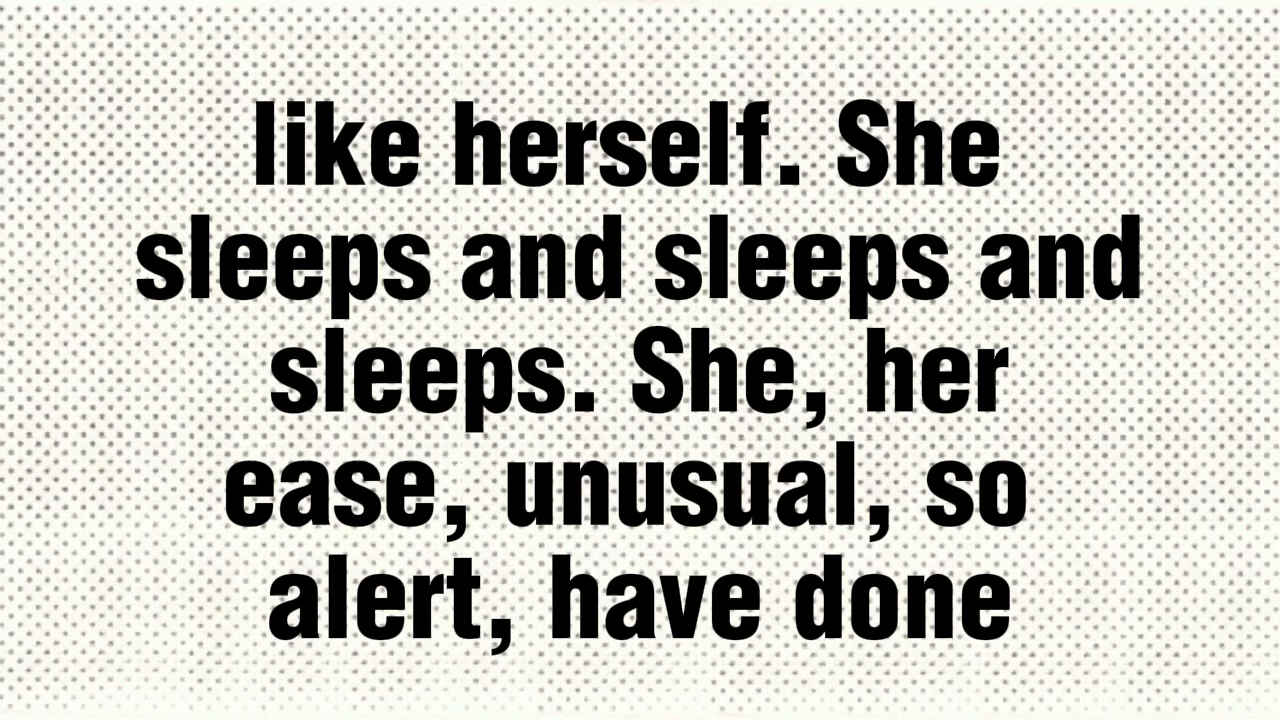 like herself. She
sleeps and sleeps and
sleeps. She, her
ease, unusual, so
alert, have done